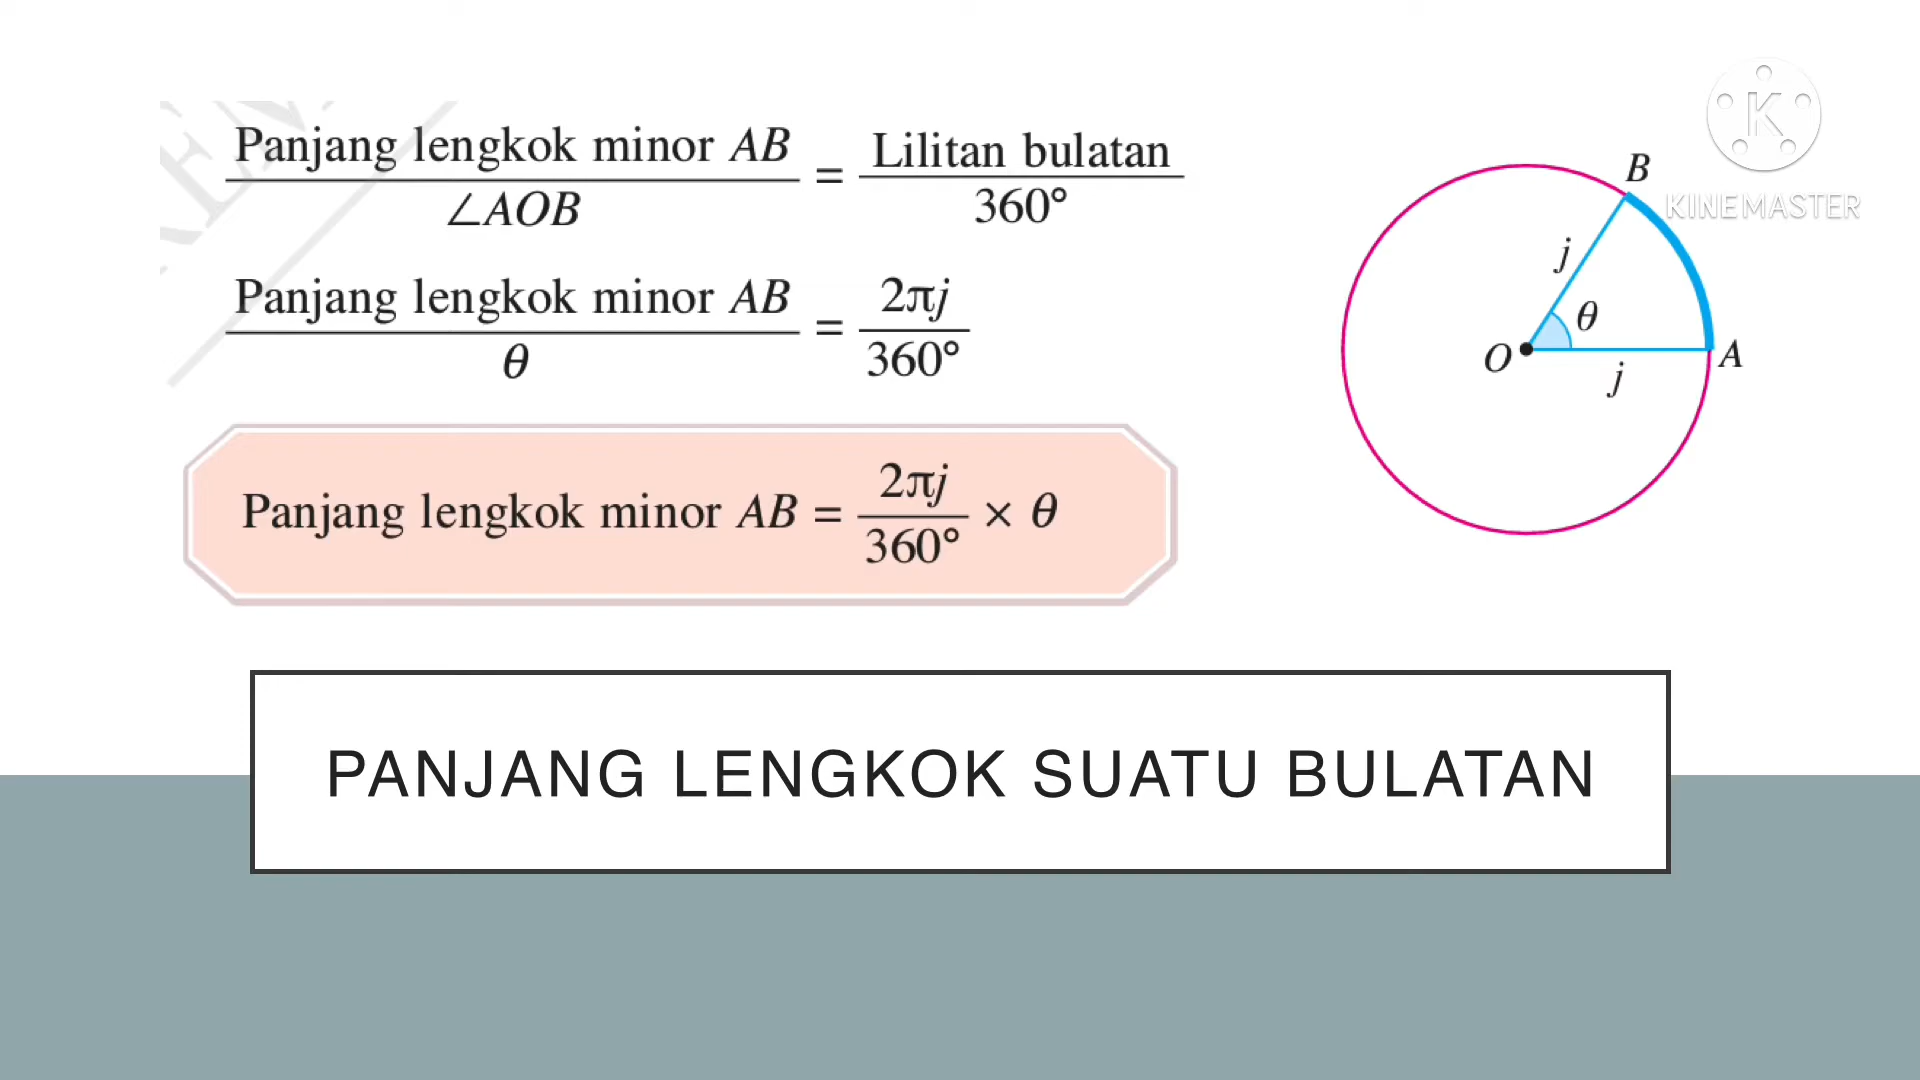 Panjang lengkok minor AB / ∠AOB = Lilitan bulatan / 360°
Panjang lengkok minor AB / θ = 2πj / 360°
Panjang lengkok minor AB = 2πj / 360° × θ
B
j
θ
O
A
j
K
KINEMASTER
PANJANG LENGKOK SUATU BULATAN